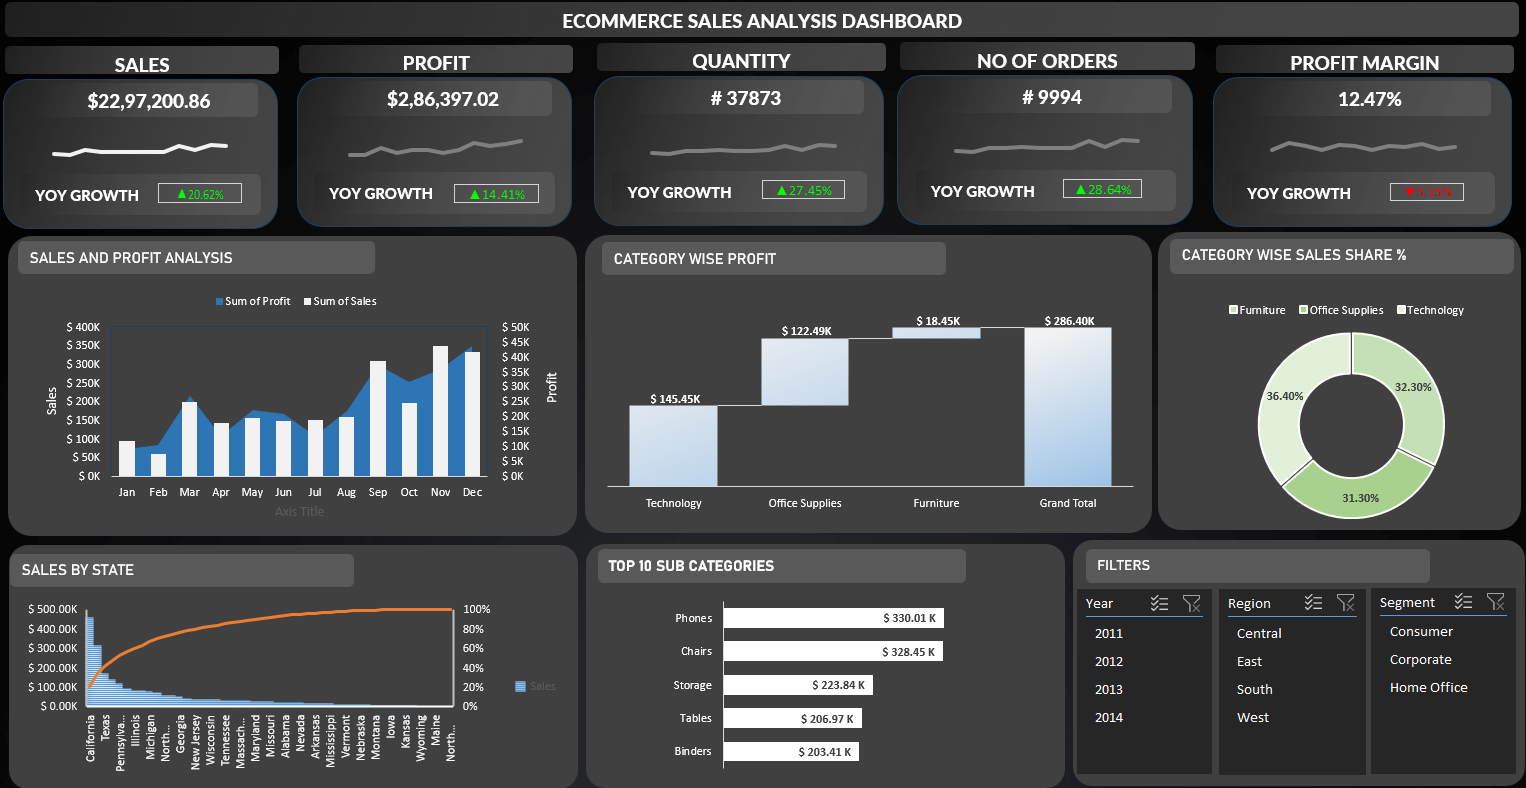 ECOMMERCE SALES ANALYSIS DASHBOARD
SALES
$22,97,200.86
YOY GROWTH
▲20.62%
PROFIT
$2,86,397.02
YOY GROWTH
▲14.41%
QUANTITY
# 37873
YOY GROWTH
▲27.45%
NO OF ORDERS
# 9994
YOY GROWTH
▲28.64%
PROFIT MARGIN
12.47%
YOY GROWTH
SALES AND PROFIT ANALYSIS
Sum of Profit Sum of Sales
$ 400K
$ 350K
$ 300K
$ 250K
$ 200K
$ 150K
$ 100K
$ 50K
$ 0K
Sales
$ 50K
$ 45K
$ 40K
$ 35K
$ 30K
$ 25K
$ 20K
$ 15K
$ 10K
$ 5K
$ 0K
Profit
Jan Feb Mar Apr May Jun Jul Aug Sep Oct Nov Dec
Axis Title
CATEGORY WISE PROFIT
$ 145.45K
$ 122.49K
$ 18.45K
$ 286.40K
Technology Office Supplies Furniture Grand Total
CATEGORY WISE SALES SHARE %
Furniture Office Supplies Technology
32.30%
36.40%
31.30%
SALES BY STATE
$ 500.00K
$ 400.00K
$ 300.00K
$ 200.00K
$ 100.00K
$ 0.00K
100%
80%
60%
40%
20%
0%
Sales
California
Texas
Pennsylva...
Illinois
Michigan
North...
Georgia
New Jersey
Wisconsin
Tennessee
Massach...
Maryland
Missouri
Alabama
Nevada
Arkansas
Mississippi
Vermont
Nebraska
Montana
Iowa
Kansas
Wyoming
Maine
North...
TOP 10 SUB CATEGORIES
Phones $ 330.01 K
Chairs $ 328.45 K
Storage $ 223.84 K
Tables $ 206.97 K
Binders $ 203.41 K
FILTERS
Year
2011
2012
2013
2014
Region
Central
East
South
West
Segment
Consumer
Corporate
Home Office